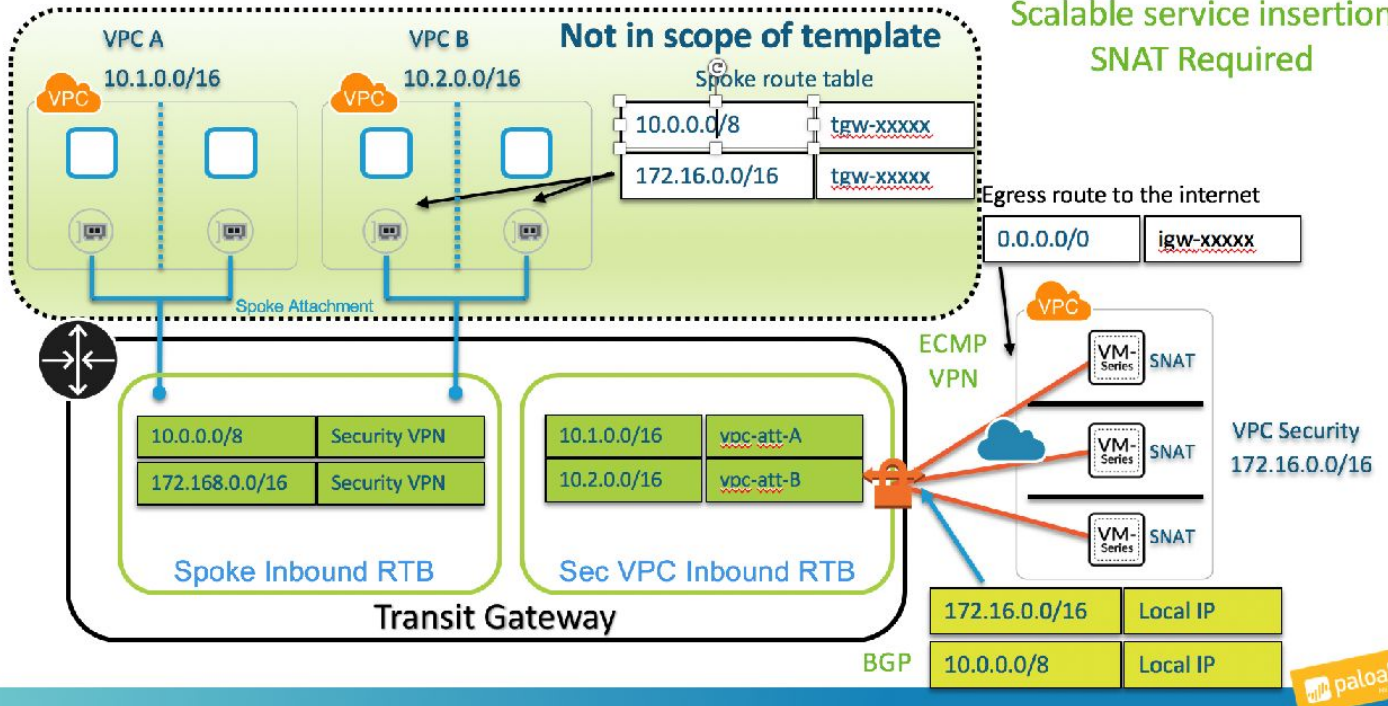 Scalable service insertion
SNAT Required
Not in scope of template
VPC A
10.1.0.0/16
VPC
VPC B
10.2.0.0/16
VPC
Spoke route table
10.0.0.0/8 tgw-xxxxx
172.16.0.0/16 tgw-xxxxx
Spoke Attachment
Egress route to the internet
0.0.0.0/0 igw-xxxxx
ECMP
VPN
VPC
VM-
Series
SNAT
VM-
Series
SNAT
VM-
Series
SNAT
VPC Security
172.16.0.0/16
10.0.0.0/8 Security VPN
172.168.0.0/16 Security VPN
Spoke Inbound RTB
10.1.0.0/16 vpc-att-A
10.2.0.0/16 vpc-att-B
Sec VPC Inbound RTB
Transit Gateway
BGP
172.16.0.0/16 Local IP
10.0.0.0/8 Local IP
paloa